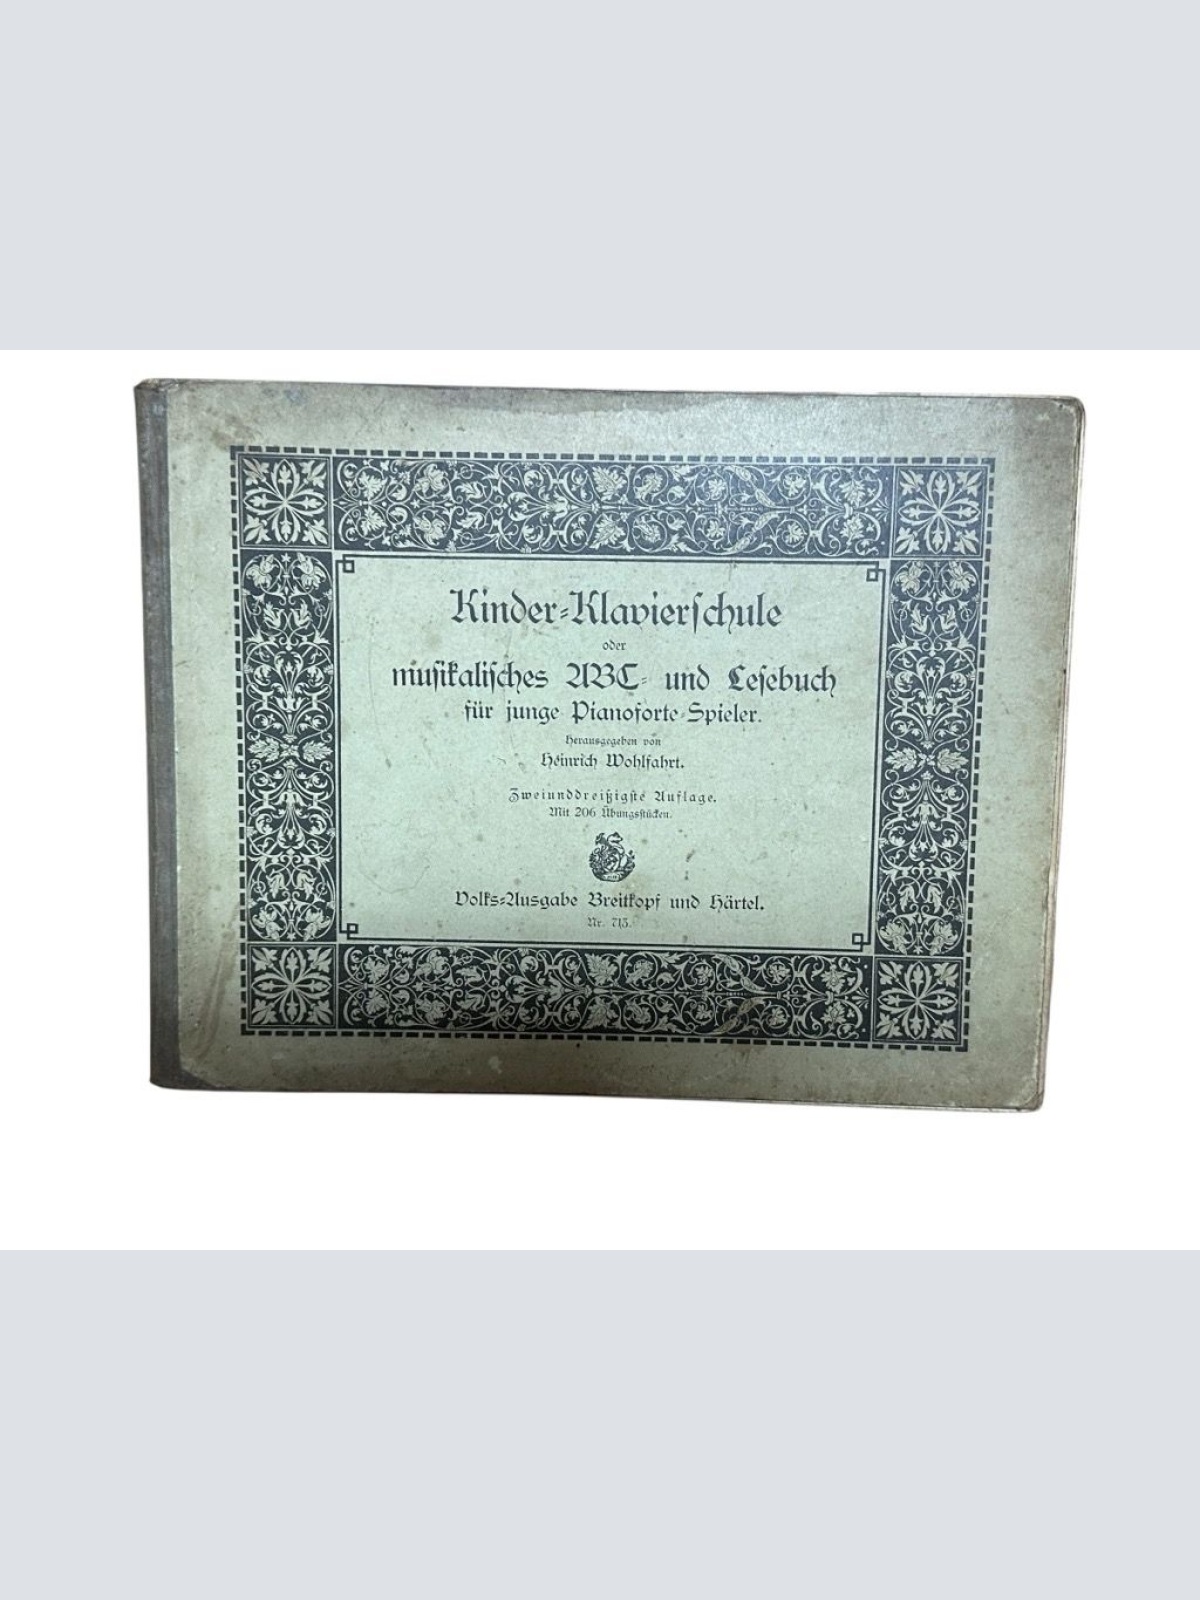 Kinder-Klavierschule
oder
musikalisches ABC- und Lesebuch
für junge Pianoforte-Spieler.
Herausgegeben von
Heinrich Wohlfahrt.
Zweiunddreißigste Auflage.
Mit 206 Übungsstücken.
Volks-Ausgabe Breitkopf und Härtel.
Nr. 713.